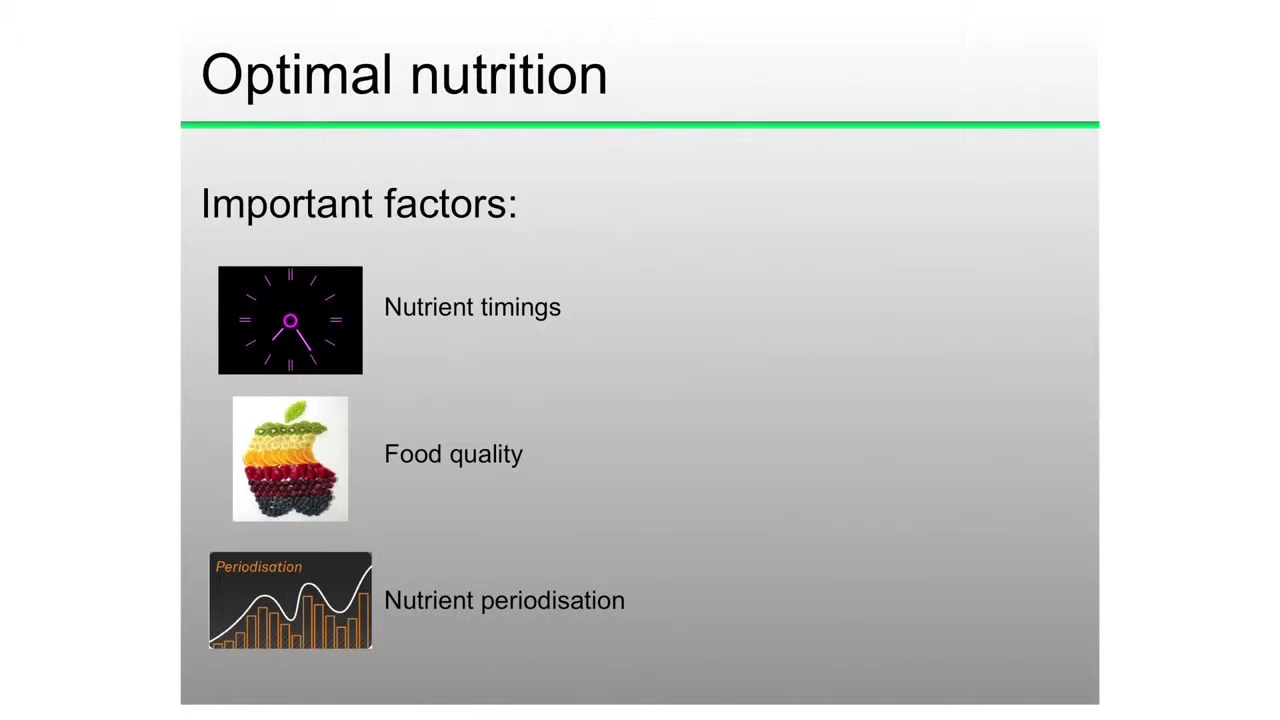 Optimal nutrition
Important factors:
Nutrient timings
Food quality
Periodisation
Nutrient periodisation